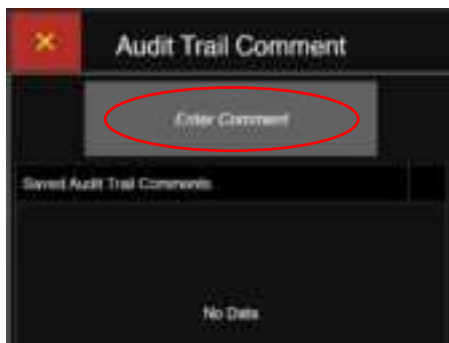 Audit Trail Comment
Enter Comment
Saved Audit Trail Comments
No Data